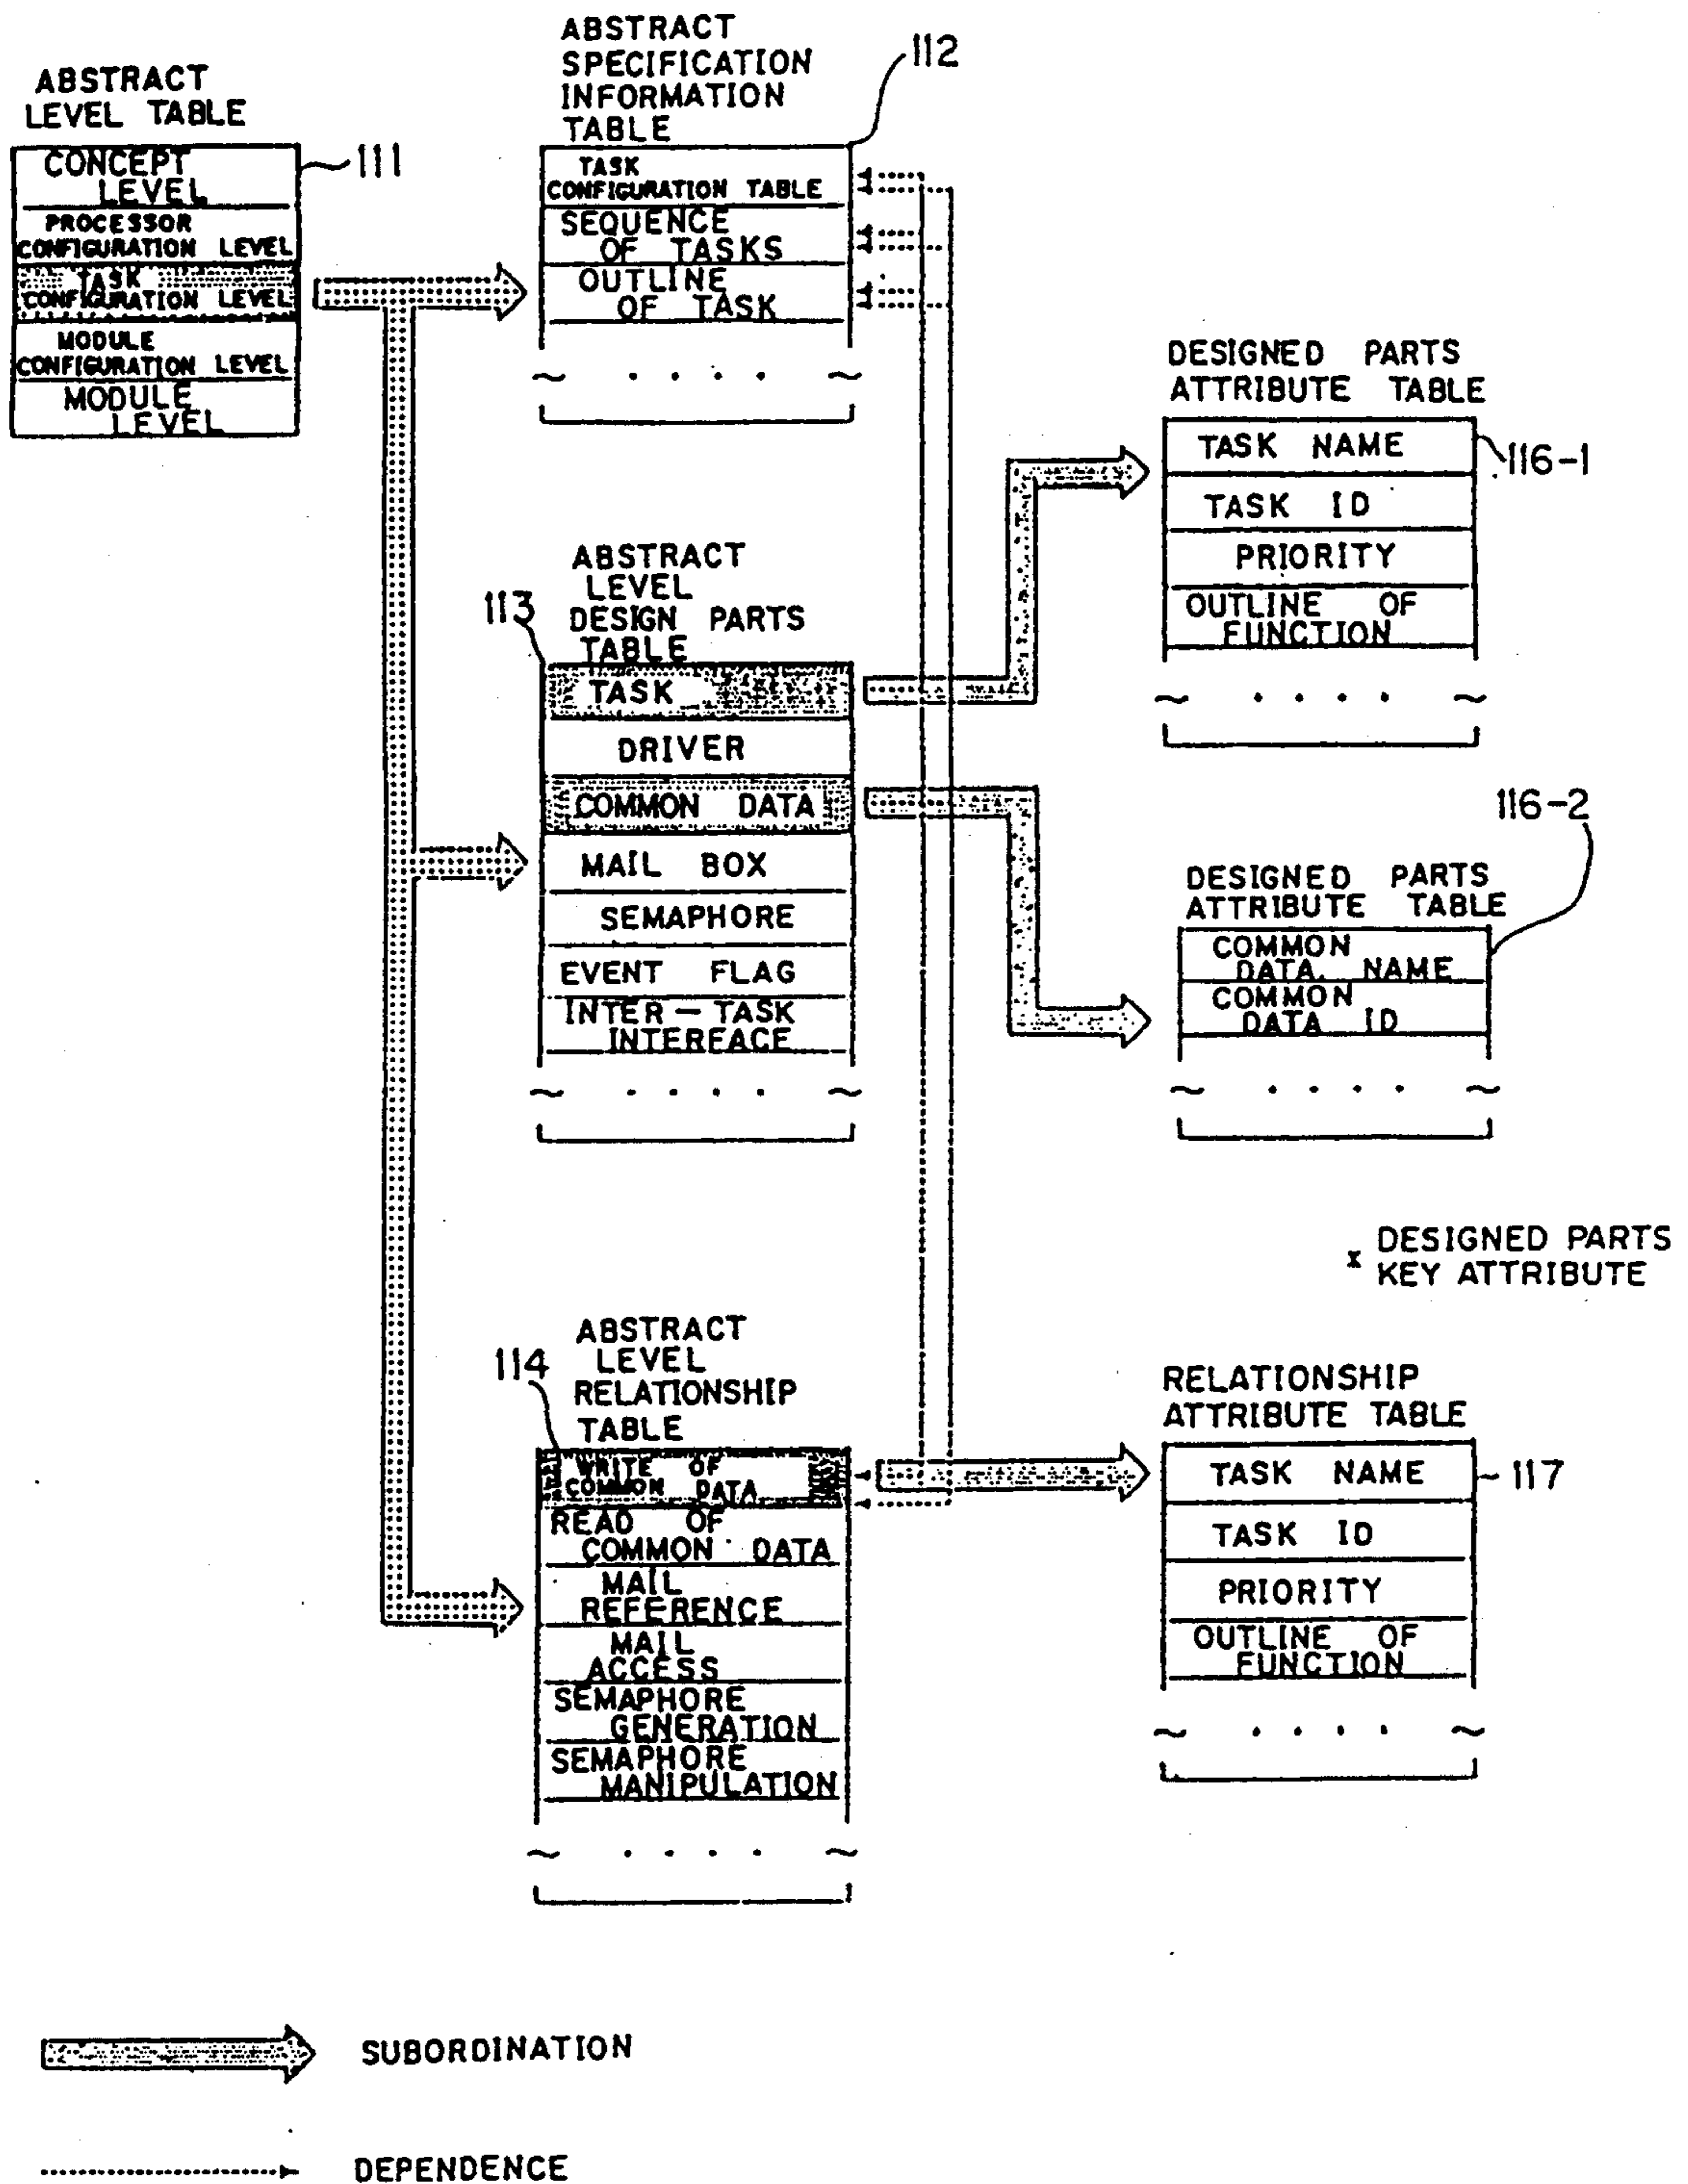 ABSTRACT
LEVEL TABLE
111
CONCEPT
LEVEL
PROCESSOR
CONFIGURATION LEVEL
TASK
CONFIGURATION LEVEL
MODULE
CONFIGURATION LEVEL
MODULE
LEVEL
ABSTRACT
SPECIFICATION
INFORMATION
TABLE
112
TASK
CONFIGURATION TABLE
SEQUENCE
OF TASKS
OUTLINE
OF TASK
~ . . . . ~
ABSTRACT
LEVEL
DESIGN PARTS
TABLE
113
TASK
DRIVER
COMMON DATA
MAIL BOX
SEMAPHORE
EVENT FLAG
INTER - TASK
INTERFACE
~ . . . . ~
ABSTRACT
LEVEL
RELATIONSHIP
TABLE
114
WRITE OF
COMMON DATA
READ OF
COMMON DATA
MAIL
REFERENCE
MAIL
ACCESS
SEMAPHORE
GENERATION
SEMAPHORE
MANIPULATION
~ . . . . ~
DESIGNED PARTS
ATTRIBUTE TABLE
116-1
TASK NAME
TASK ID
PRIORITY
OUTLINE OF
FUNCTION
~ . . . . ~
116-2
DESIGNED PARTS
ATTRIBUTE TABLE
COMMON
DATA NAME
COMMON
DATA ID
~ . . . . ~
x DESIGNED PARTS
KEY ATTRIBUTE
RELATIONSHIP
ATTRIBUTE TABLE
117
TASK NAME
TASK ID
PRIORITY
OUTLINE OF
FUNCTION
~ . . . . ~
SUBORDINATION
DEPENDENCE